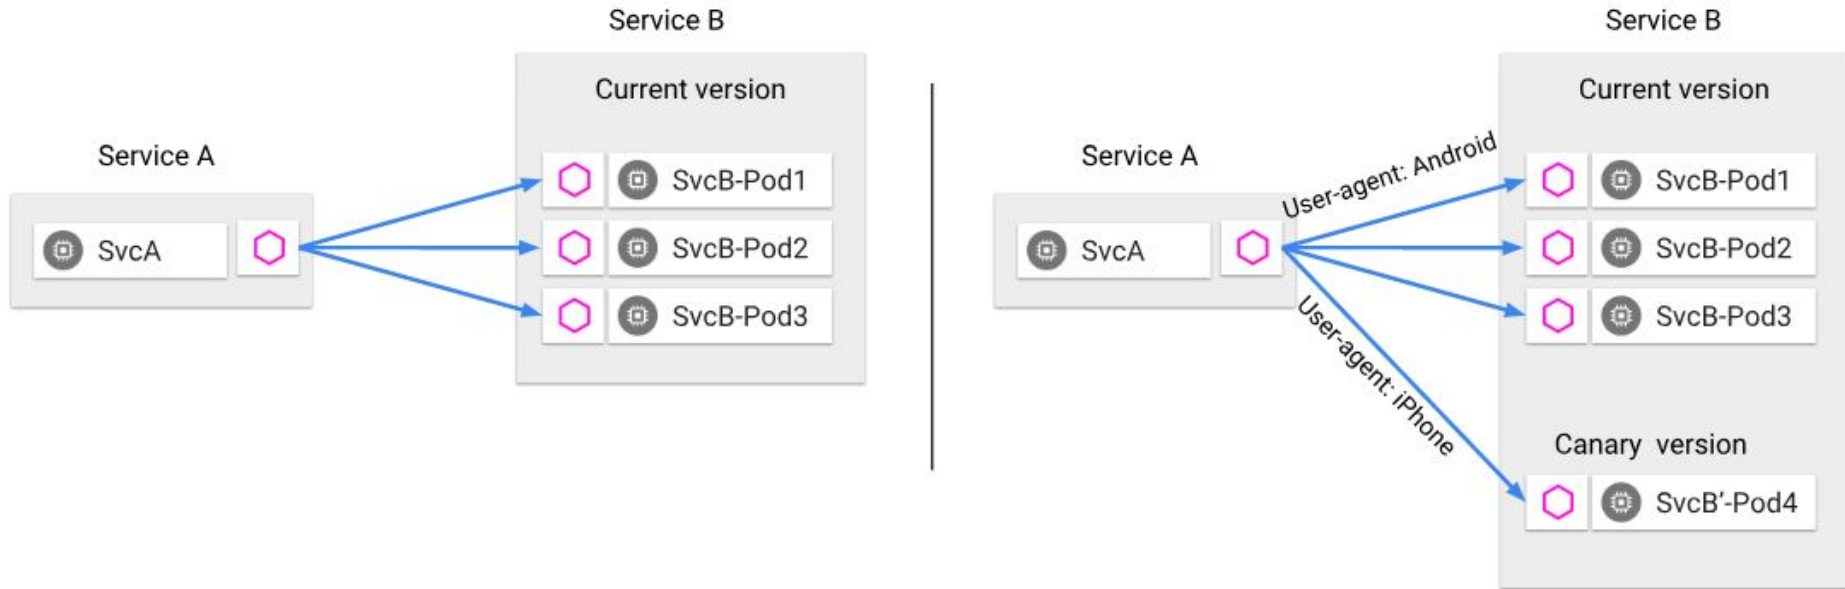 Service B
Current version
Service A
SvcA
SvcB-Pod1
SvcB-Pod2
SvcB-Pod3
Service B
Current version
Service A
User-agent: Android
SvcA
SvcB-Pod1
SvcB-Pod2
SvcB-Pod3
User-agent: iPhone
Canary version
SvcB’-Pod4